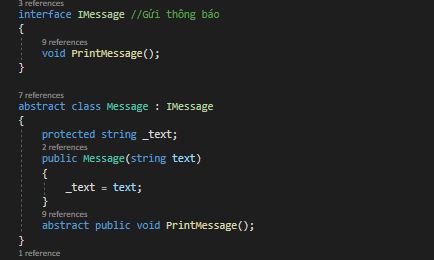 3 references
interface IMessage //Gửi thông báo
{
9 references
void PrintMessage();
}
7 references
abstract class Message : IMessage
{
protected string _text;
2 references
public Message(string text)
{
_text = text;
}
9 references
abstract public void PrintMessage();
}
1 reference